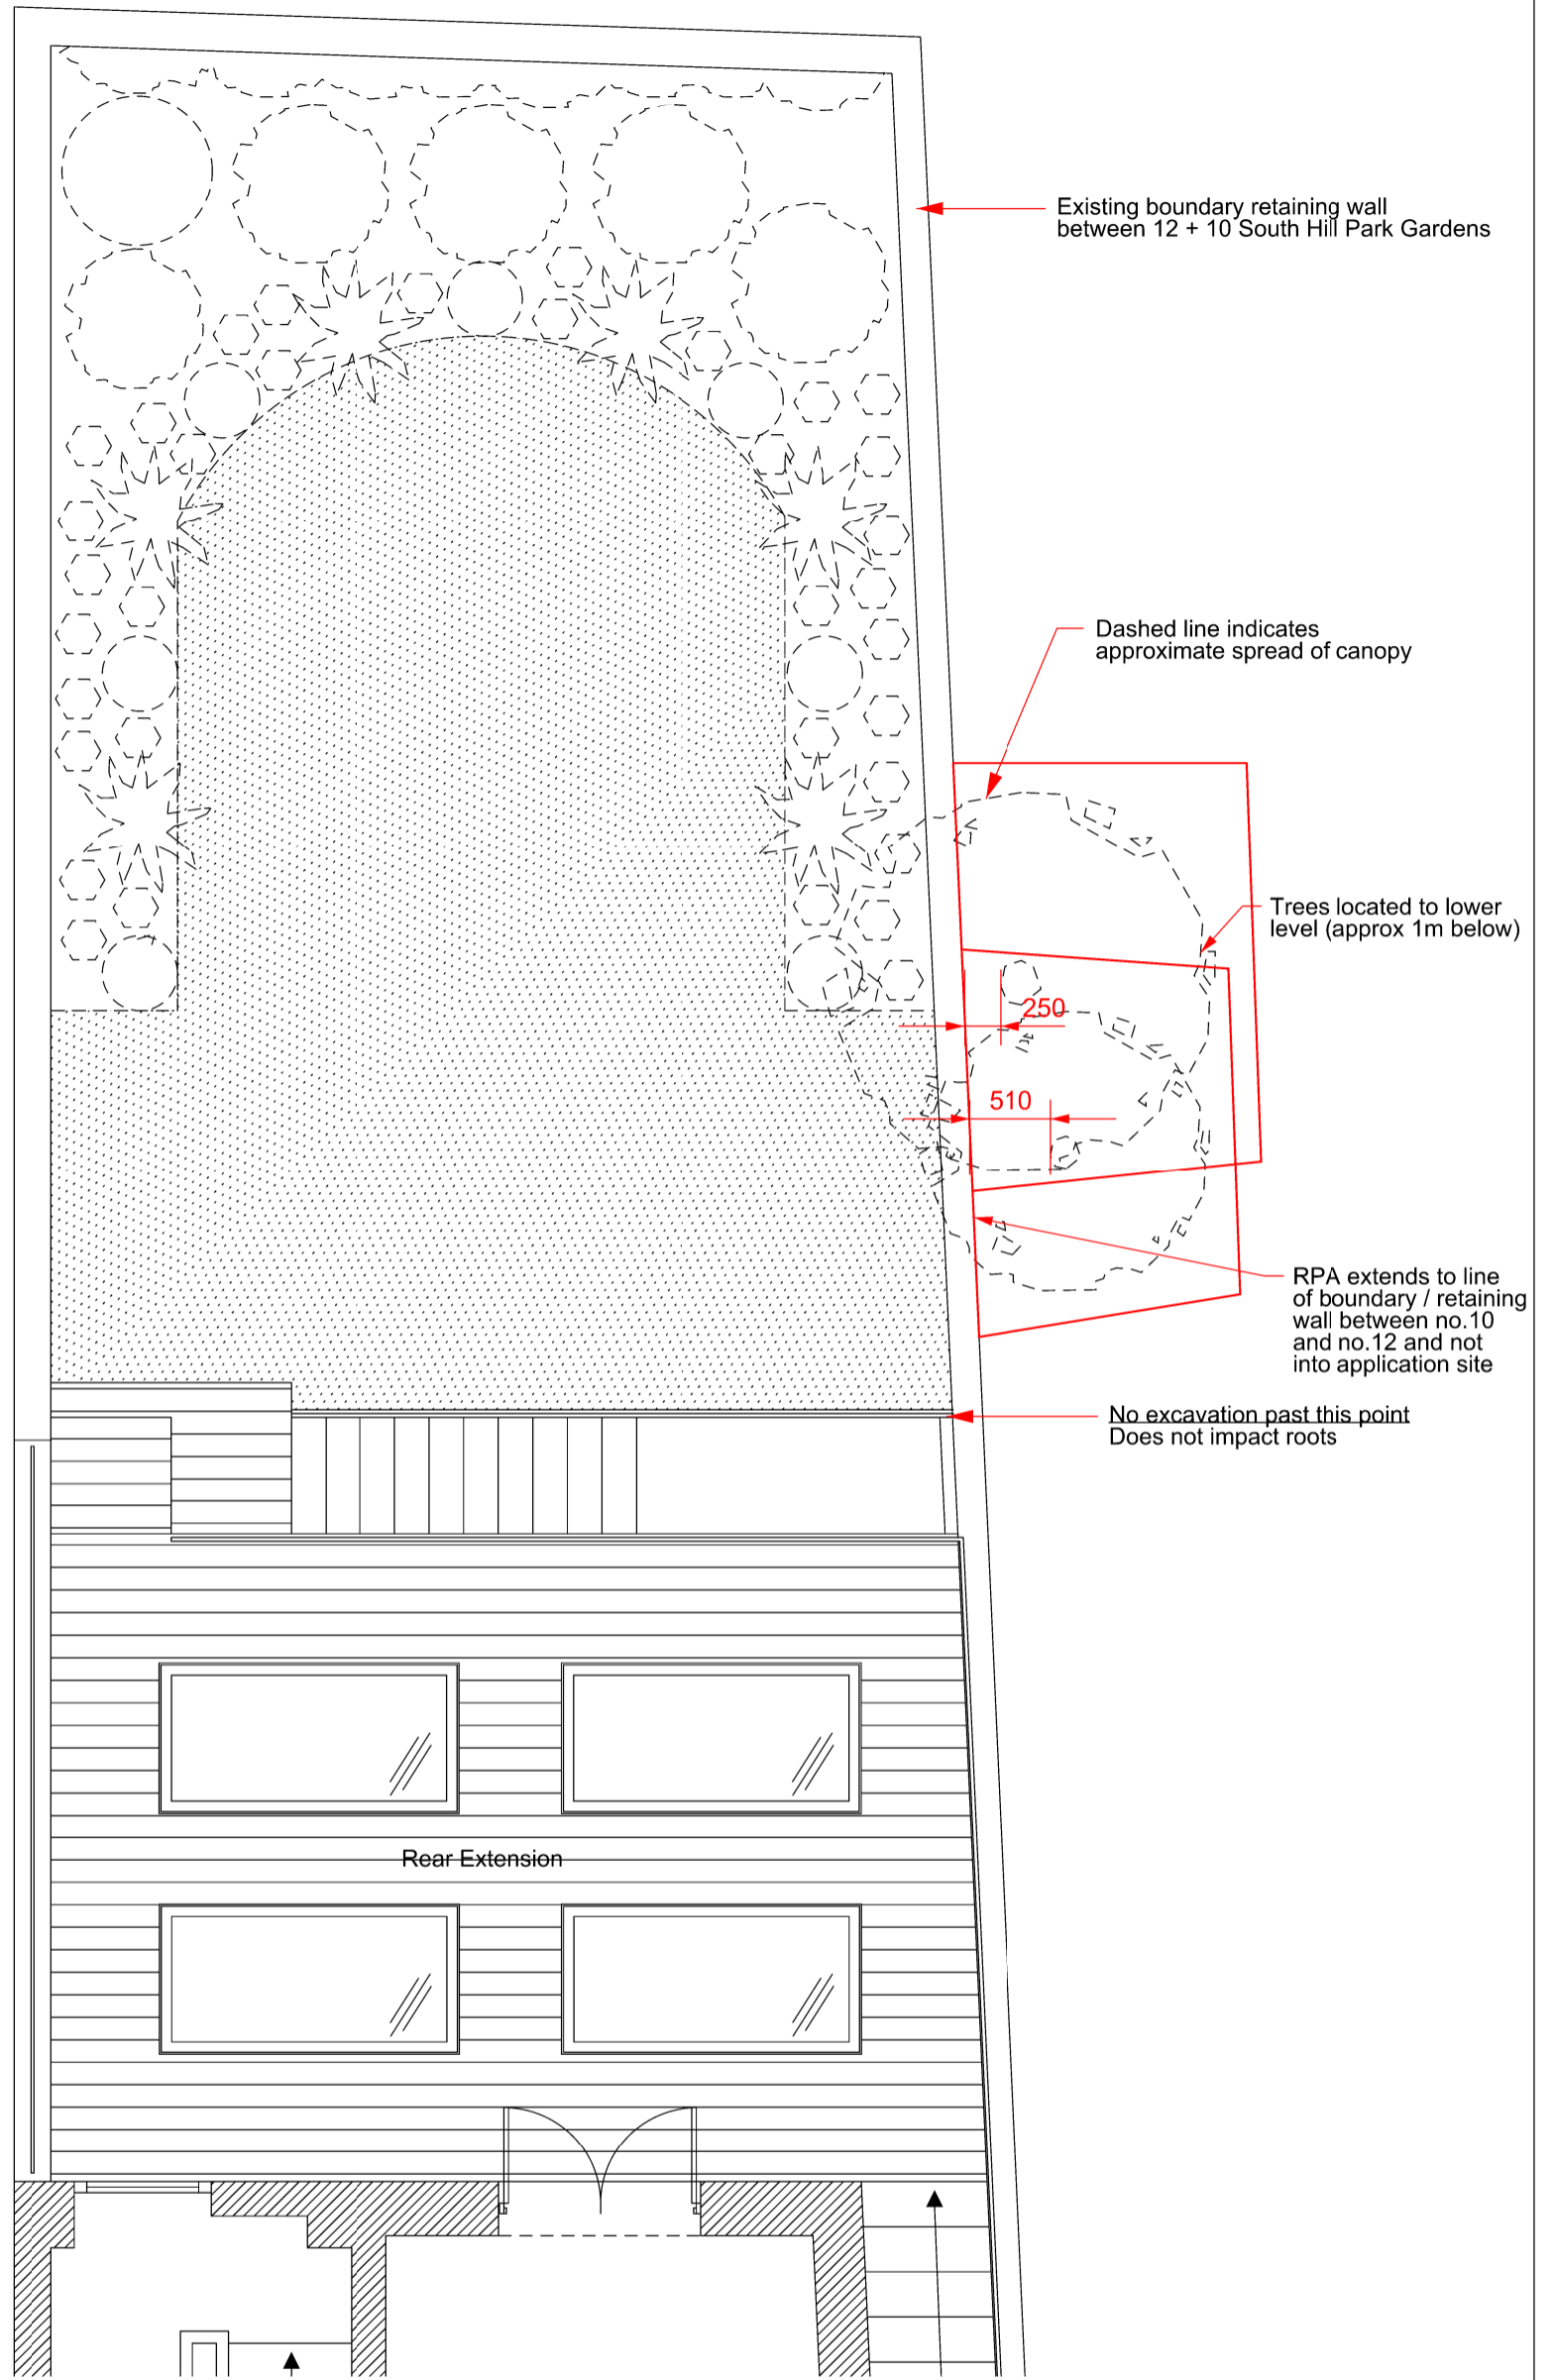 Existing boundary retaining wall
between 12 + 10 South Hill Park Gardens
Dashed line indicates
approximate spread of canopy
Trees located to lower
level (approx 1m below)
250
510
RPA extends to line
of boundary / retaining
wall between no.10
and no.12 and not
into application site
No excavation past this point
Does not impact roots
Rear Extension